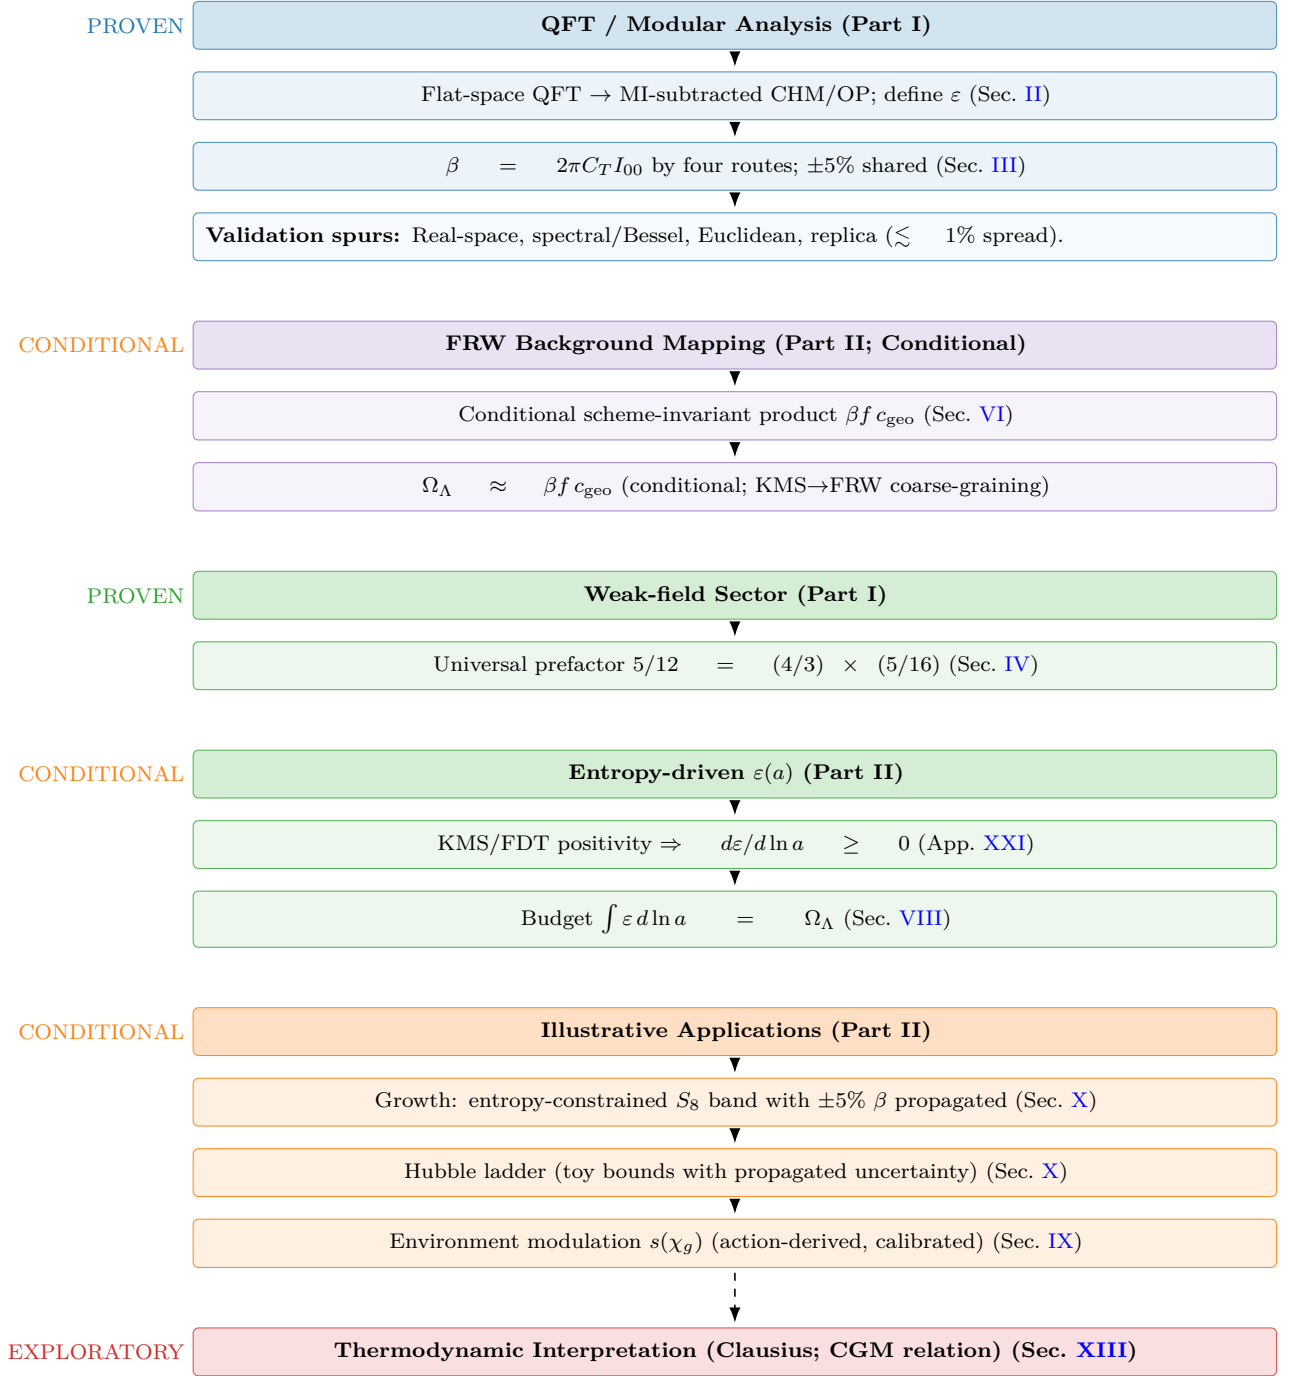 PROVEN
QFT / Modular Analysis (Part I)
Flat-space QFT → MI-subtracted CHM/OP; define ε (Sec. II)
β = 2πC_T I_00 by four routes; ±5% shared (Sec. III)
Validation spurs: Real-space, spectral/Bessel, Euclidean, replica (≲ 1% spread).
CONDITIONAL
FRW Background Mapping (Part II; Conditional)
Conditional scheme-invariant product βf c_geo (Sec. VI)
Ω_Λ ≈ βf c_geo (conditional; KMS→FRW coarse-graining)
PROVEN
Weak-field Sector (Part I)
Universal prefactor 5/12 = (4/3) × (5/16) (Sec. IV)
CONDITIONAL
Entropy-driven ε(a) (Part II)
KMS/FDT positivity ⇒ dε/d ln a ≥ 0 (App. XXI)
Budget ∫ ε d ln a = Ω_Λ (Sec. VIII)
CONDITIONAL
Illustrative Applications (Part II)
Growth: entropy-constrained S_8 band with ±5% β propagated (Sec. X)
Hubble ladder (toy bounds with propagated uncertainty) (Sec. X)
Environment modulation s(χ_g) (action-derived, calibrated) (Sec. IX)
EXPLORATORY
Thermodynamic Interpretation (Clausius; CGM relation) (Sec. XIII)